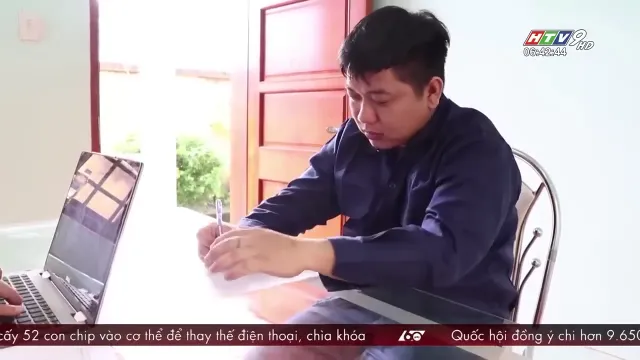 HTV9 HD
06:42:44
cấy 52 con chip vào cơ thể để thay thế điện thoại, chìa khóa 60 Quốc hội đồng ý chi hơn 9.650